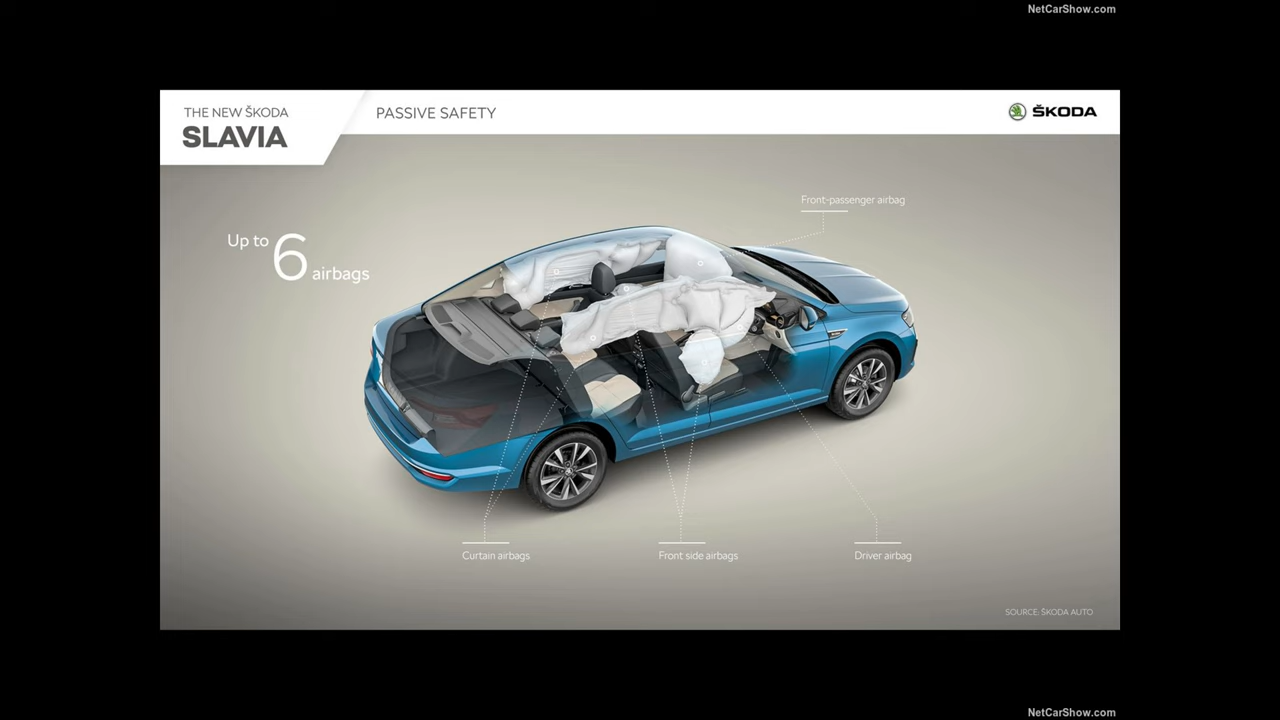 NetCarShow.com
THE NEW ŠKODA
SLAVIA
PASSIVE SAFETY
ŠKODA
Up to
6
airbags
Front-passenger airbag
Curtain airbags
Front side airbags
Driver airbag
SOURCE: ŠKODA AUTO
NetCarShow.com